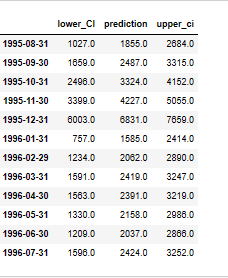 lower_CI prediction upper_ci
1995-08-31 1027.0 1855.0 2684.0
1995-09-30 1659.0 2487.0 3315.0
1995-10-31 2496.0 3324.0 4152.0
1995-11-30 3399.0 4227.0 5055.0
1995-12-31 6003.0 6831.0 7659.0
1996-01-31 757.0 1585.0 2414.0
1996-02-29 1234.0 2062.0 2890.0
1996-03-31 1591.0 2419.0 3247.0
1996-04-30 1563.0 2391.0 3219.0
1996-05-31 1330.0 2158.0 2986.0
1996-06-30 1209.0 2037.0 2866.0
1996-07-31 1596.0 2424.0 3252.0